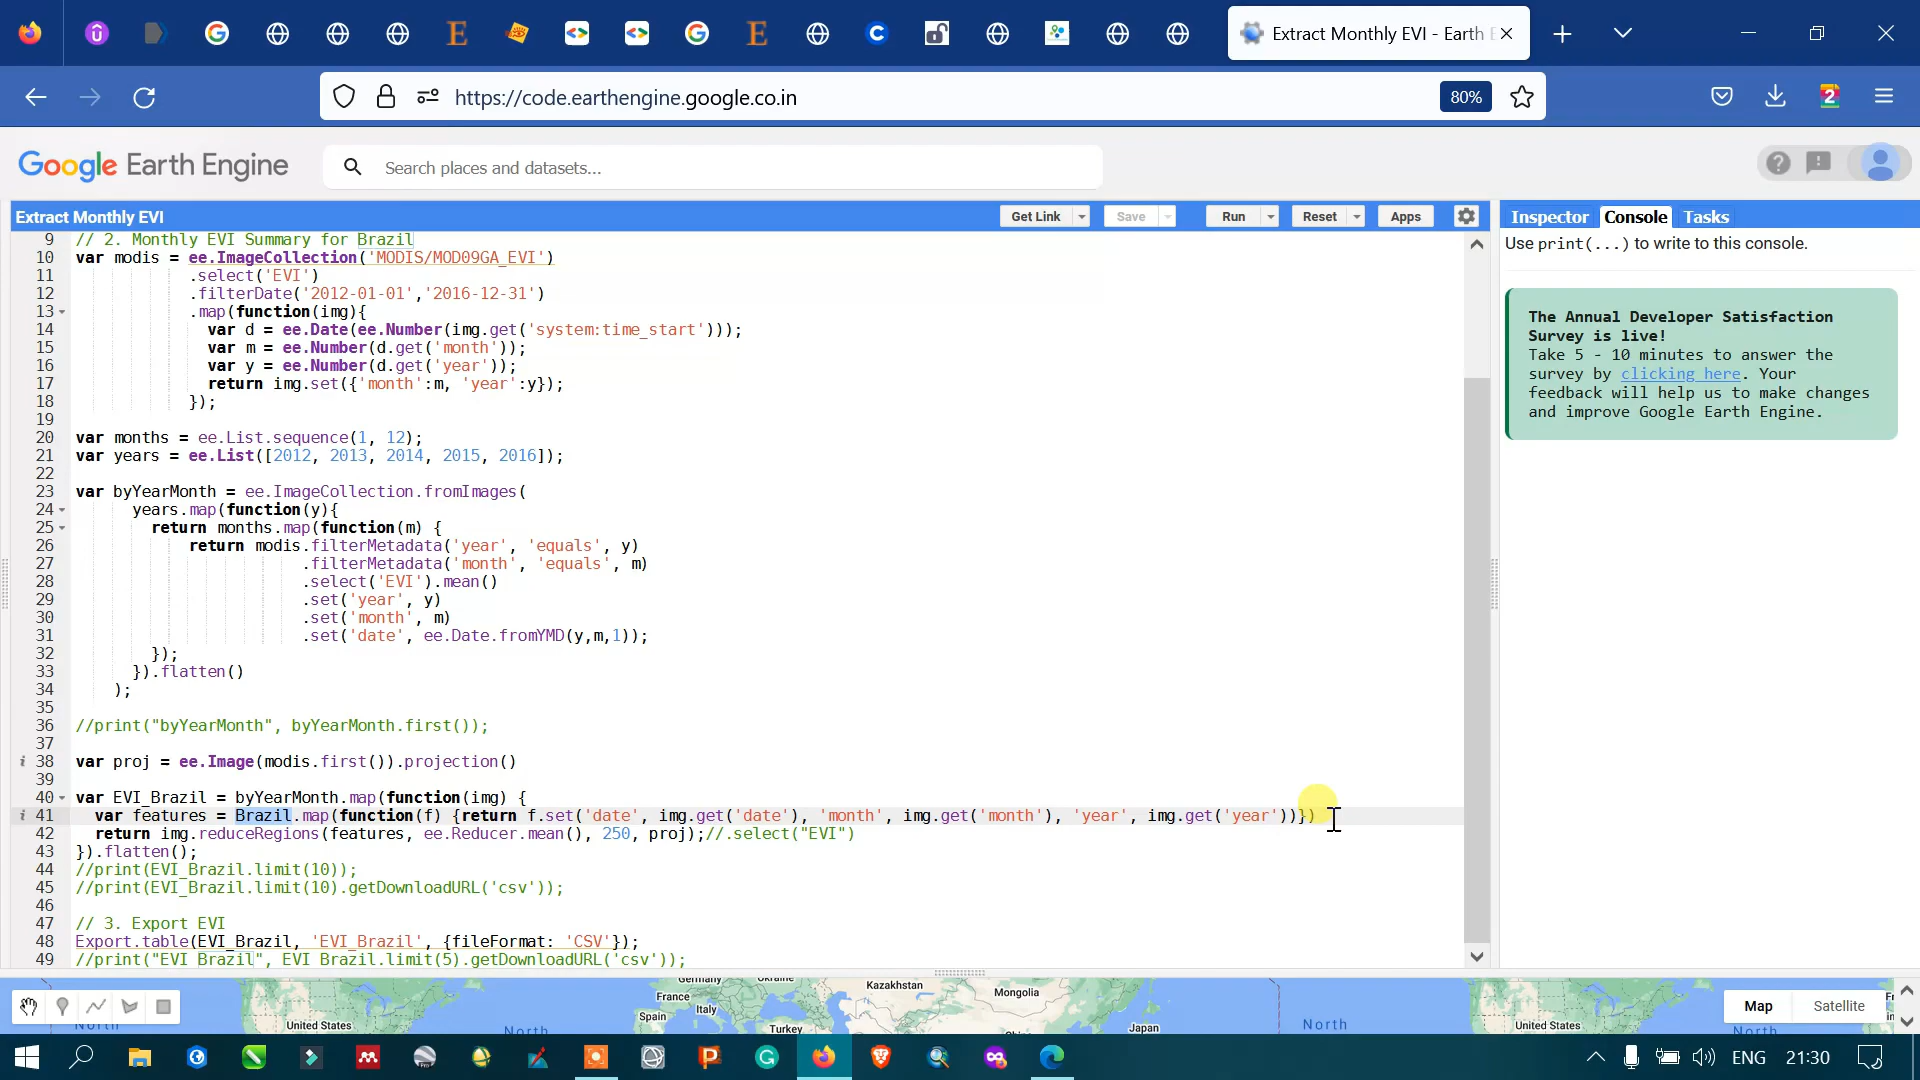 Extract Monthly EVI - Earth E
https://code.earthengine.google.co.in
80%
2
Google Earth Engine
Search places and datasets...
Extract Monthly EVI
Get Link
Save
Run
Reset
Apps
Inspector
Console
Tasks
Use print(...) to write to this console.
The Annual Developer Satisfaction
Survey is live!
Take 5 - 10 minutes to answer the
survey by clicking here. Your
feedback will help us to make changes
and improve Google Earth Engine.
9 // 2. Monthly EVI Summary for Brazil
10 var modis = ee.ImageCollection('MODIS/MOD09GA_EVI')
11 .select('EVI')
12 .filterDate('2012-01-01','2016-12-31')
13 .map(function(img){
14 var d = ee.Date(ee.Number(img.get('system:time_start')));
15 var m = ee.Number(d.get('month'));
16 var y = ee.Number(d.get('year'));
17 return img.set({'month':m, 'year':y});
18 });
19
20 var months = ee.List.sequence(1, 12);
21 var years = ee.List([2012, 2013, 2014, 2015, 2016]);
22
23 var byYearMonth = ee.ImageCollection.fromImages(
24 years.map(function(y){
25 return months.map(function(m) {
26 return modis.filterMetadata('year', 'equals', y)
27 .filterMetadata('month', 'equals', m)
28 .select('EVI').mean()
29 .set('year', y)
30 .set('month', m)
31 .set('date', ee.Date.fromYMD(y,m,1));
32 });
33 }).flatten()
34 );
35
36 //print("byYearMonth", byYearMonth.first());
37
38 var proj = ee.Image(modis.first()).projection()
39
40 var EVI_Brazil = byYearMonth.map(function(img) {
41 var features = Brazil.map(function(f) {return f.set('date', img.get('date'), 'month', img.get('month'), 'year', img.get('year'))})
42 return img.reduceRegions(features, ee.Reducer.mean(), 250, proj);//.select("EVI")
43 }).flatten();
44 //print(EVI_Brazil.limit(10));
45 //print(EVI_Brazil.limit(10).getDownloadURL('csv'));
46
47 // 3. Export EVI
48 Export.table(EVI_Brazil, 'EVI_Brazil', {fileFormat: 'CSV'});
49 //print("EVI_Brazil", EVI_Brazil.limit(5).getDownloadURL('csv'));
Germany
Ukraine
Kazakhstan
France
Mongolia
Italy
Spain
United States
Turkey
Japan
North
North
North
United States
North
Map
Satellite
ENG
21:30